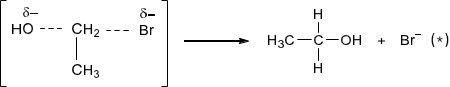 δ– δ–
HO CH₂ Br
CH₃
H
H₃C C OH + Br⁻ (*)
H